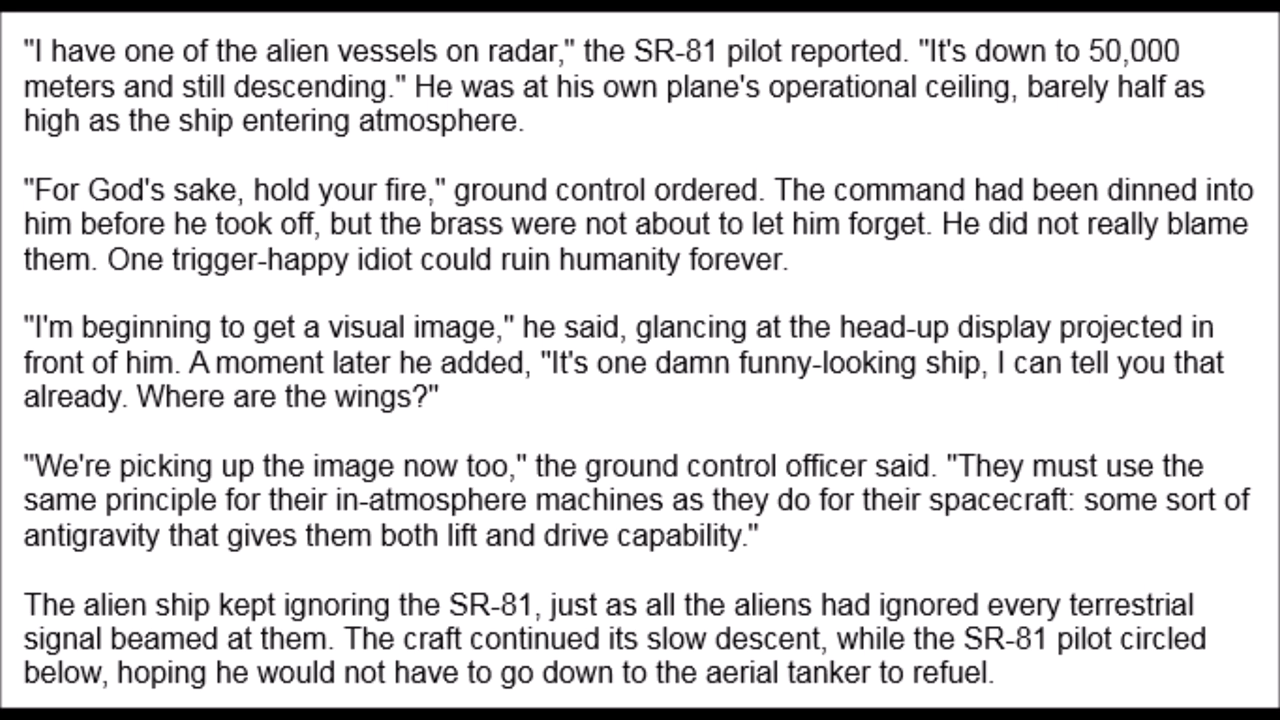 "I have one of the alien vessels on radar," the SR-81 pilot reported. "It's down to 50,000
meters and still descending." He was at his own plane's operational ceiling, barely half as
high as the ship entering atmosphere.
"For God's sake, hold your fire," ground control ordered. The command had been dinned into
him before he took off, but the brass were not about to let him forget. He did not really blame
them. One trigger-happy idiot could ruin humanity forever.
"I'm beginning to get a visual image," he said, glancing at the head-up display projected in
front of him. A moment later he added, "It's one damn funny-looking ship, I can tell you that
already. Where are the wings?"
"We're picking up the image now too," the ground control officer said. "They must use the
same principle for their in-atmosphere machines as they do for their spacecraft: some sort of
antigravity that gives them both lift and drive capability."
The alien ship kept ignoring the SR-81, just as all the aliens had ignored every terrestrial
signal beamed at them. The craft continued its slow descent, while the SR-81 pilot circled
below, hoping he would not have to go down to the aerial tanker to refuel.